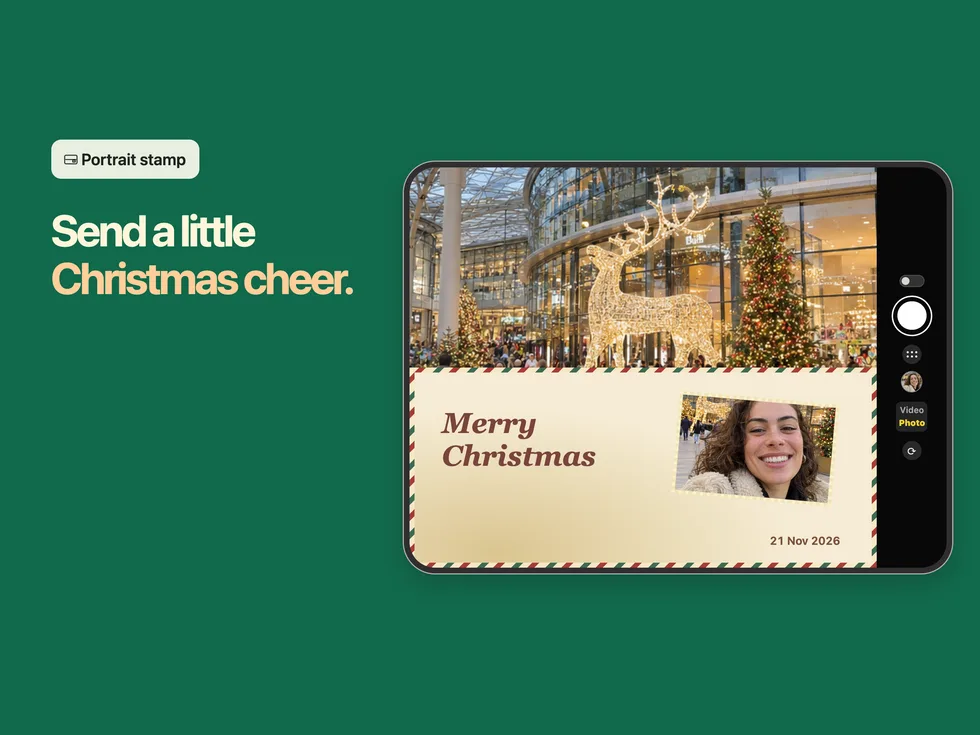 Portrait stamp
Send a little
Christmas cheer.
Merry
Christmas
21 Nov 2026
Video
Photo